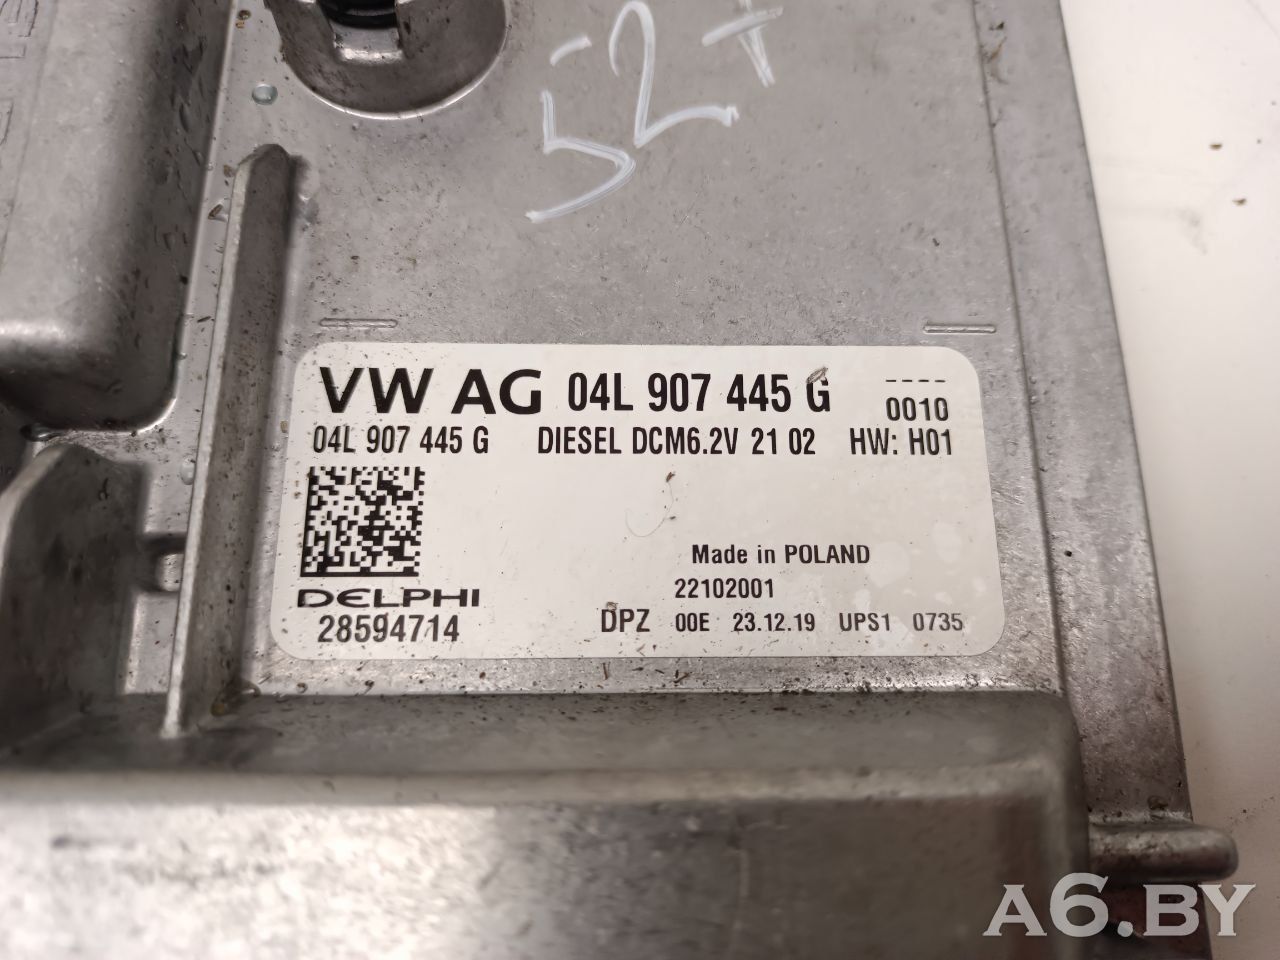 52+
VW AG 04L 907 445 G ----
0010
04L 907 445 G DIESEL DCM6.2V 21 02 HW: H01
Made in POLAND
DELPHI 22102001
28594714 DPZ 00E 23.12.19 UPS1 0735
A6.BY